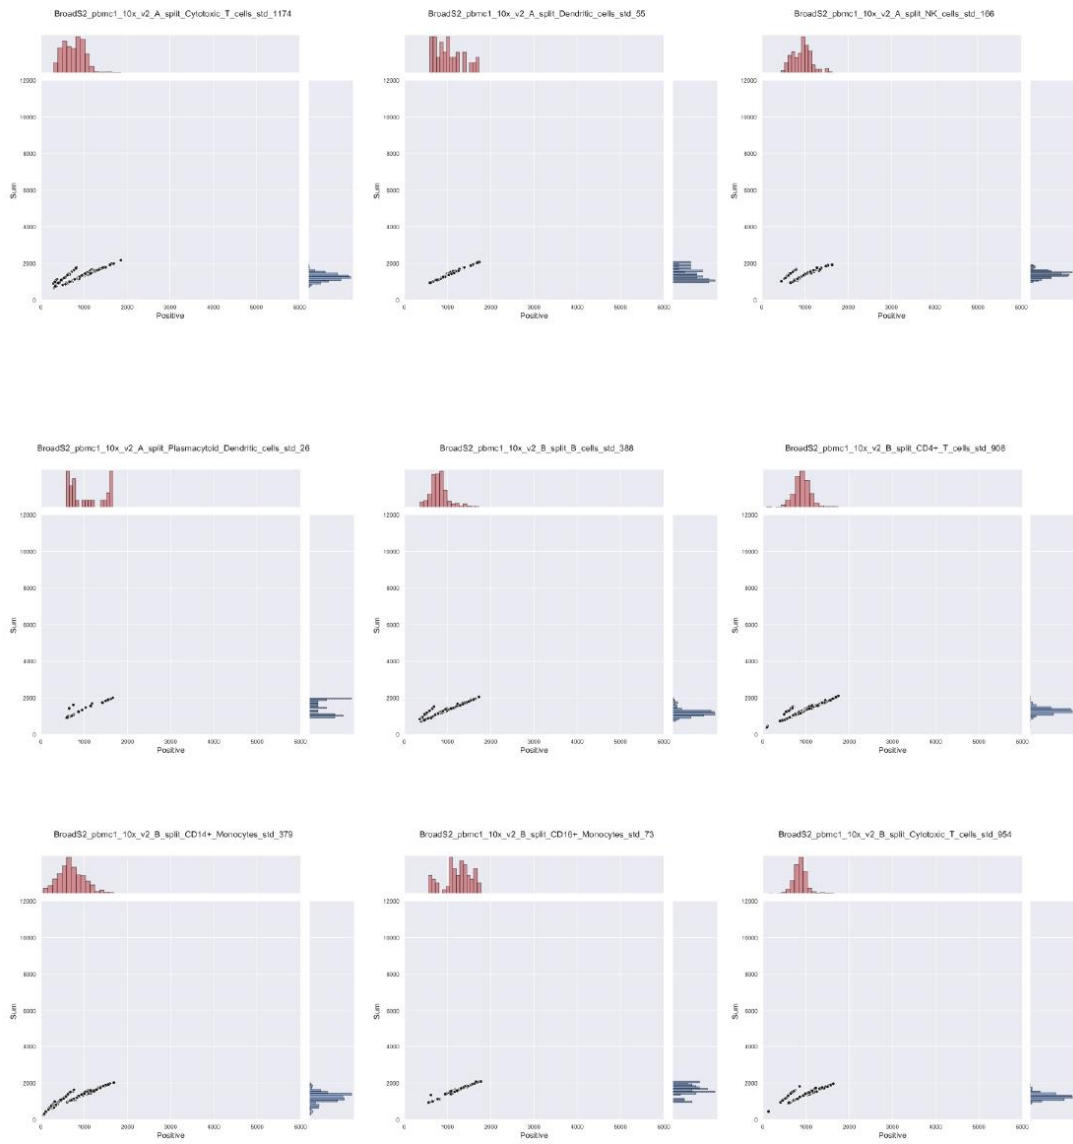 BroadS2_pbmc1_10x_v2_A_split_Cytotoxic_T_cells_std_1174
12000
10000
8000
6000
4000
2000
0
Sum
0 1000 2000 3000 4000 5000 6000
Positive
BroadS2_pbmc1_10x_v2_A_split_Dendritic_cells_std_55
12000
10000
8000
6000
4000
2000
0
Sum
0 1000 2000 3000 4000 5000 6000
Positive
BroadS2_pbmc1_10x_v2_A_split_NK_cells_std_166
12000
10000
8000
6000
4000
2000
0
Sum
0 1000 2000 3000 4000 5000 6000
Positive
BroadS2_pbmc1_10x_v2_A_split_Plasmacytoid_Dendritic_cells_std_26
12000
10000
8000
6000
4000
2000
0
Sum
0 1000 2000 3000 4000 5000 6000
Positive
BroadS2_pbmc1_10x_v2_B_split_B_cells_std_388
12000
10000
8000
6000
4000
2000
0
Sum
0 1000 2000 3000 4000 5000 6000
Positive
BroadS2_pbmc1_10x_v2_B_split_CD4+_T_cells_std_908
12000
10000
8000
6000
4000
2000
0
Sum
0 1000 2000 3000 4000 5000 6000
Positive
BroadS2_pbmc1_10x_v2_B_split_CD14+_Monocytes_std_379
12000
10000
8000
6000
4000
2000
0
Sum
0 1000 2000 3000 4000 5000 6000
Positive
BroadS2_pbmc1_10x_v2_B_split_CD16+_Monocytes_std_73
12000
10000
8000
6000
4000
2000
0
Sum
0 1000 2000 3000 4000 5000 6000
Positive
BroadS2_pbmc1_10x_v2_B_split_Cytotoxic_T_cells_std_954
12000
10000
8000
6000
4000
2000
0
Sum
0 1000 2000 3000 4000 5000 6000
Positive